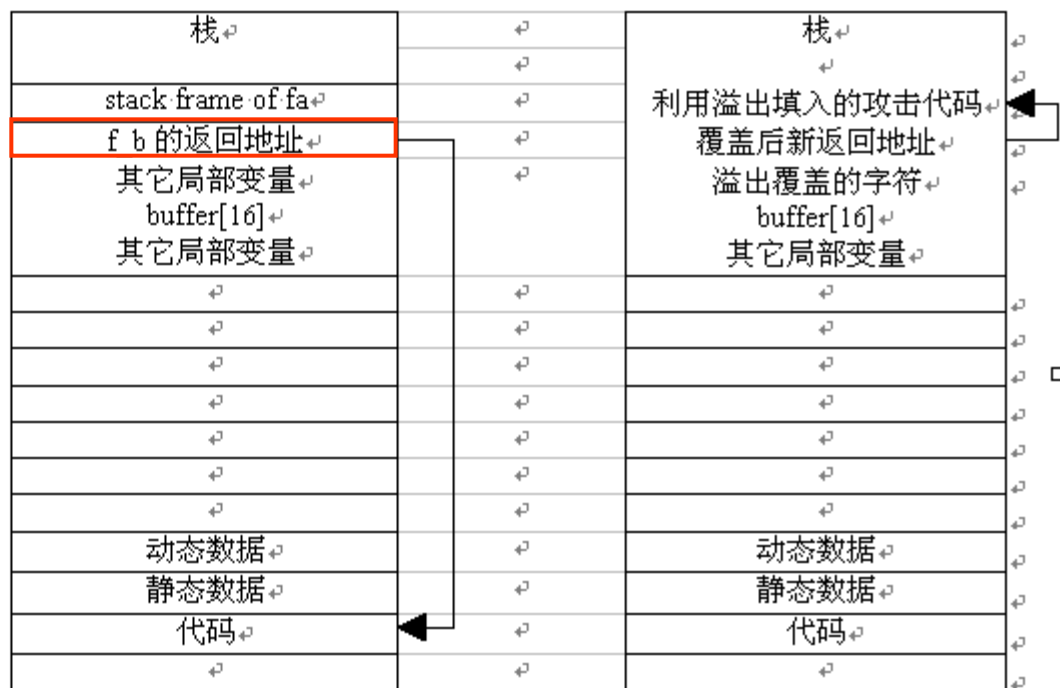 栈
stack frame of fa
f b 的返回地址
其它局部变量
buffer[16]
其它局部变量
动态数据
静态数据
代码
栈
利用溢出填入的攻击代码
覆盖后新返回地址
溢出覆盖的字符
buffer[16]
其它局部变量
动态数据
静态数据
代码